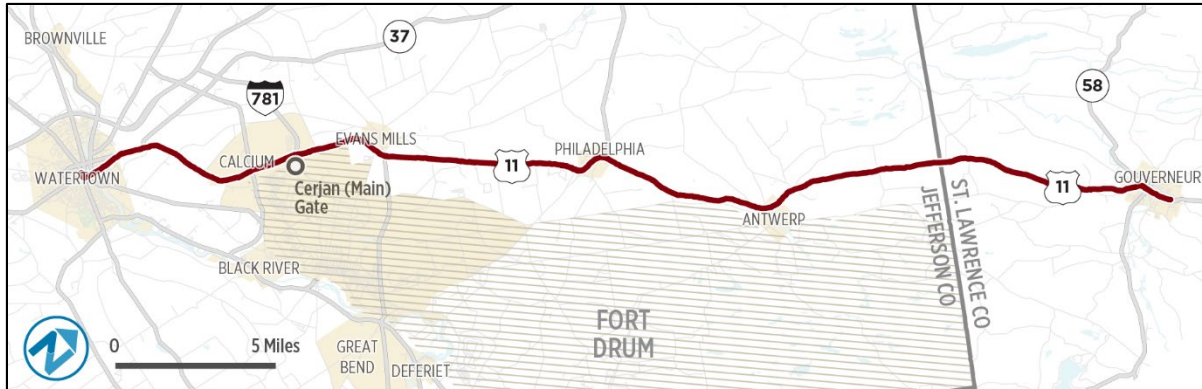 BROWNVILLE
37
781
58
EVANS MILLS
CALCIUM
11
PHILADELPHIA
WATERTOWN
Cerjan (Main)
Gate
GOUVERNEUR
11
ANTWERP
ST. LAWRENCE CO
JEFFERSON CO
BLACK RIVER
FORT
DRUM
0
5 Miles
GREAT
BEND
DEFERIET